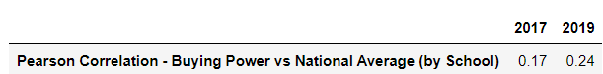 2017 2019
Pearson Correlation - Buying Power vs National Average (by School) 0.17 0.24